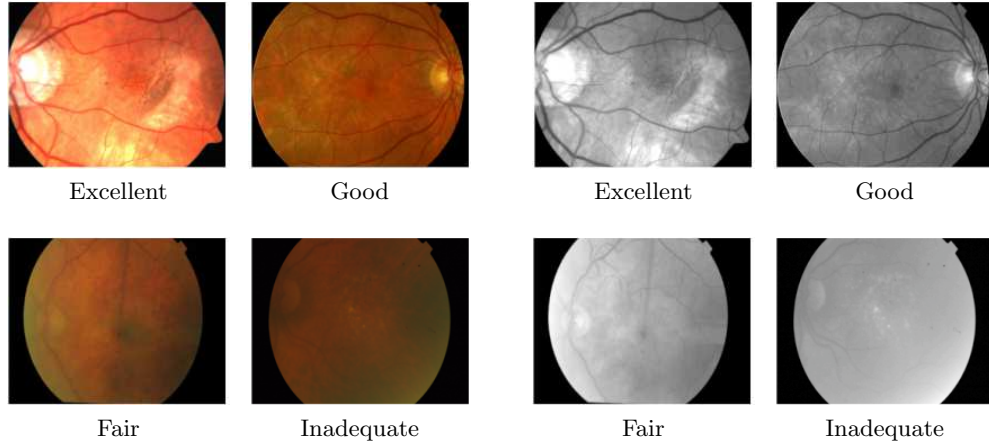 Excellent
Good
Excellent
Good
Fair
Inadequate
Fair
Inadequate